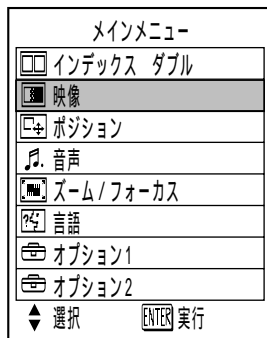 メインメニュー
インデックス ダブル
映像
ポジション
音声
ズーム/フォーカス
言語
オプション1
オプション2
選択 ENTER 実行